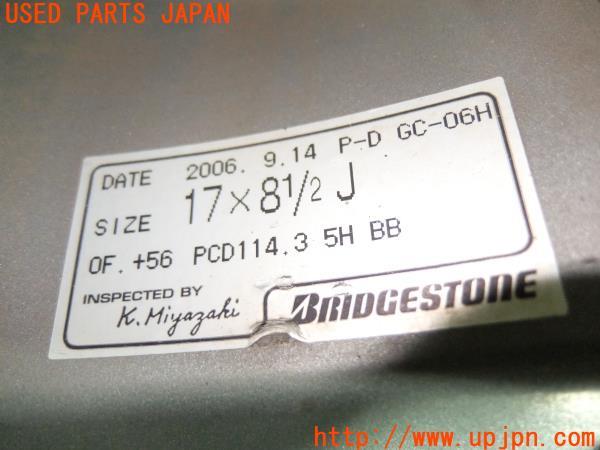 USED PARTS JAPAN
DATE 2006. 9.14 P-D GC-06H
SIZE 17×8 1/2 J
OF. +56 PCD114.3 5H BB
INSPECTED BY K.Miyazaki BRIDGESTONE
http://www.upjpn.com/